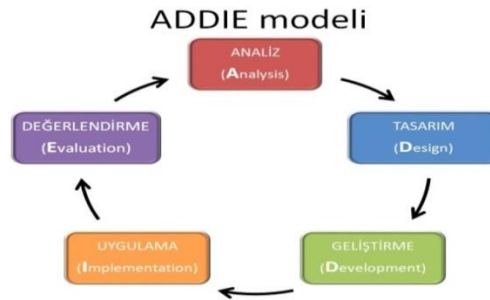 ADDIE modeli
ANALİZ
(Analysis)
TASARIM
(Design)
GELİŞTİRME
(Development)
UYGULAMA
(Implementation)
DEĞERLENDİRME
(Evaluation)